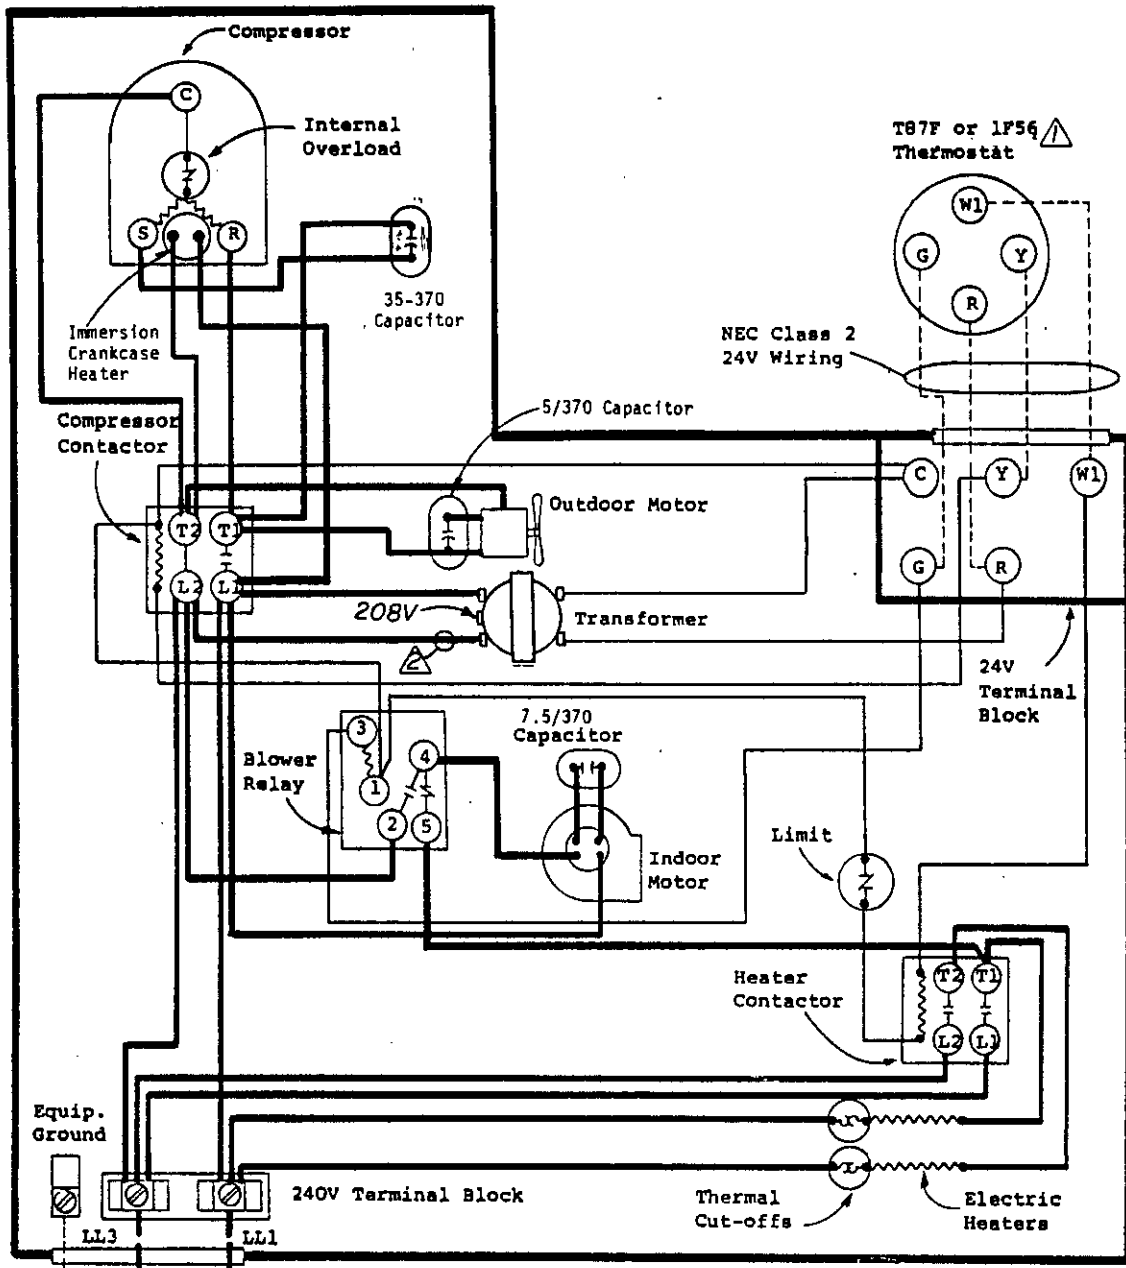 Compressor
C
Internal
Overload
T87F or 1F56 1
Thermostat
W1
G
Y
S
R
R
35-370
Capacitor
Immersion
Crankcase
Heater
NEC Class 2
24V Wiring
5/370 Capacitor
Compressor
Contactor
C
Y
W1
Outdoor Motor
T2
T1
G
R
L2
L1
208V
Transformer
2
24V
Terminal
Block
7.5/370
Capacitor
3
4
Blower
Relay
1
2
5
Limit
Indoor
Motor
Heater
Contactor
T2
T1
L2
L1
Equip.
Ground
240V Terminal Block
Thermal
Cut-offs
Electric
Heaters
LL3
LL1